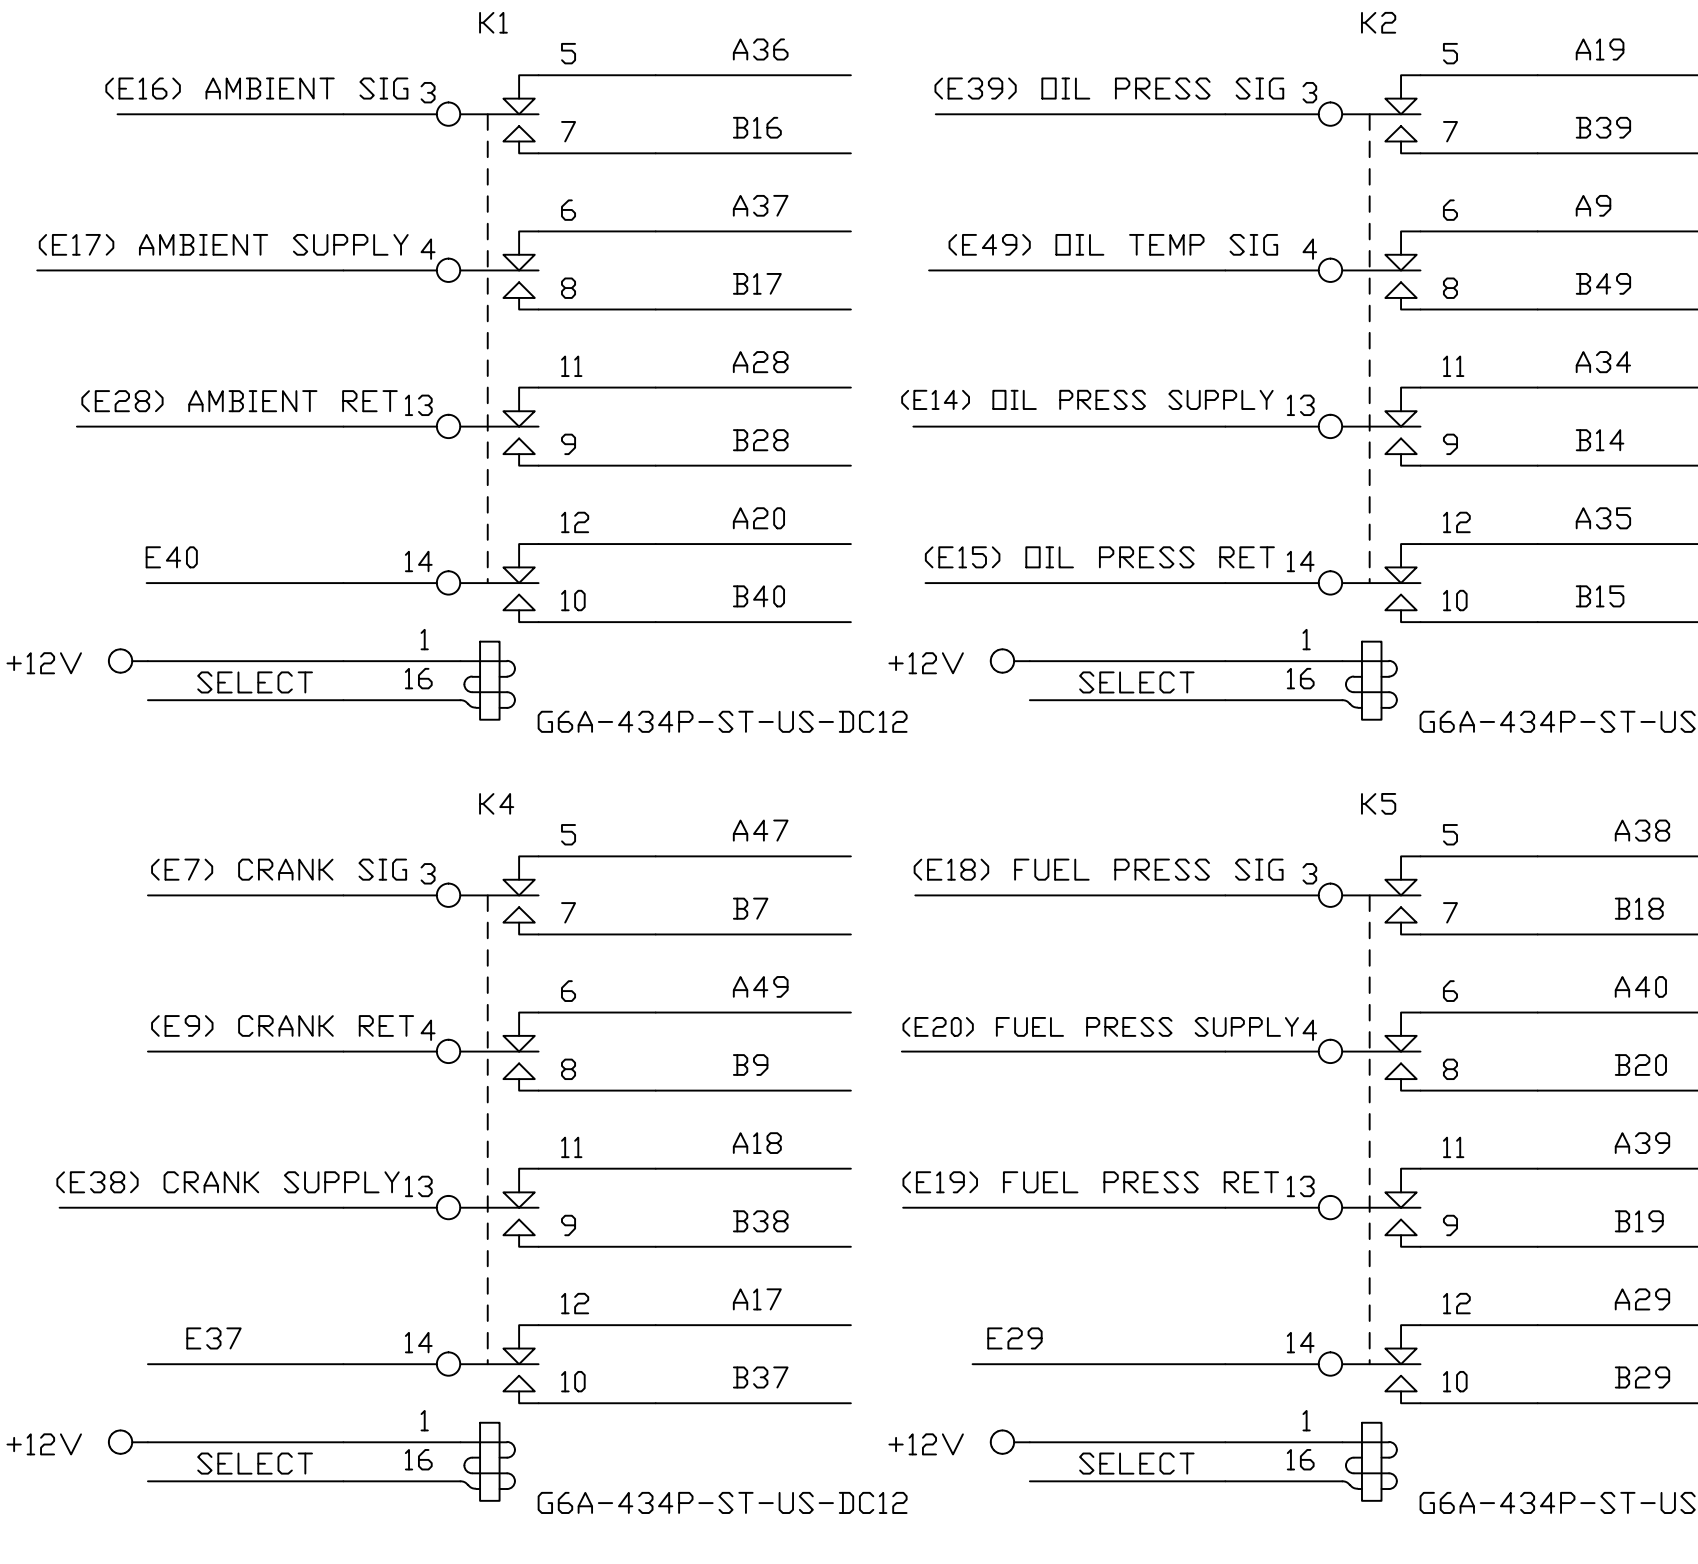 K1
5 A36
(E16) AMBIENT SIG 3
7 B16
6 A37
(E17) AMBIENT SUPPLY 4
8 B17
11 A28
(E28) AMBIENT RET 13
9 B28
12 A20
E40 14
10 B40
1
+12V
SELECT 16
G6A-434P-ST-US-DC12
K2
5 A19
(E39) OIL PRESS SIG 3
7 B39
6 A9
(E49) OIL TEMP SIG 4
8 B49
11 A34
(E14) OIL PRESS SUPPLY 13
9 B14
12 A35
(E15) OIL PRESS RET 14
10 B15
1
+12V
SELECT 16
G6A-434P-ST-US
K4
5 A47
(E7) CRANK SIG 3
7 B7
6 A49
(E9) CRANK RET 4
8 B9
11 A18
(E38) CRANK SUPPLY 13
9 B38
12 A17
E37 14
10 B37
1
+12V
SELECT 16
G6A-434P-ST-US-DC12
K5
5 A38
(E18) FUEL PRESS SIG 3
7 B18
6 A40
(E20) FUEL PRESS SUPPLY 4
8 B20
11 A39
(E19) FUEL PRESS RET 13
9 B19
12 A29
E29 14
10 B29
1
+12V
SELECT 16
G6A-434P-ST-US